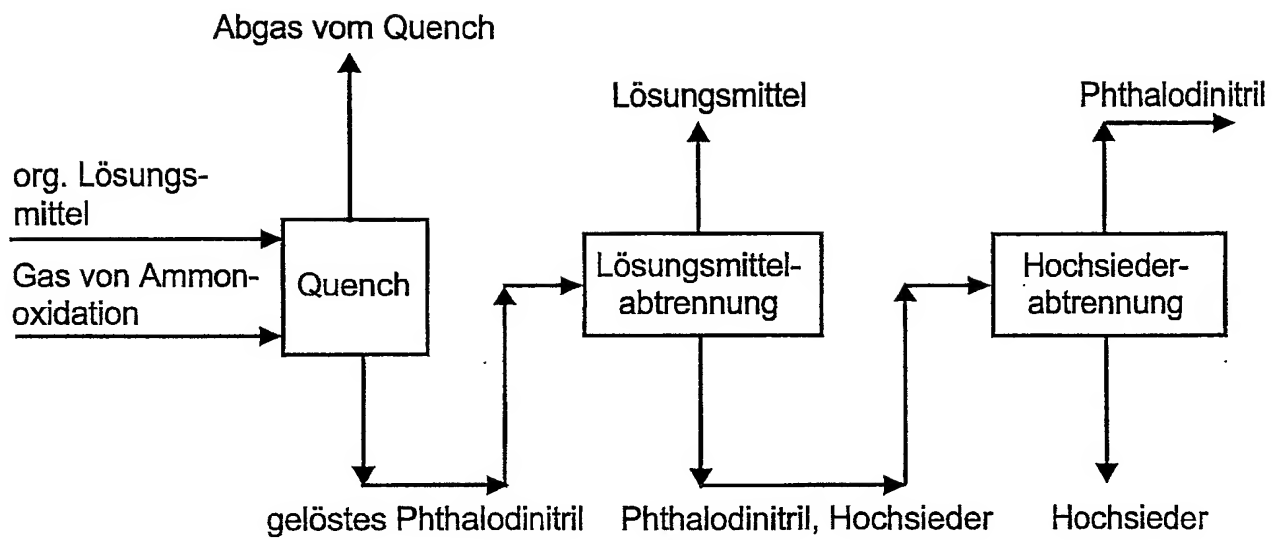 Abgas vom Quench
Lösungsmittel
Phthalodinitril
org. Lösungs-
mittel
Gas von Ammon-
oxidation
Quench
Lösungsmittel-
abtrennung
Hochsieder-
abtrennung
gelöstes Phthalodinitril
Phthalodinitril, Hochsieder
Hochsieder